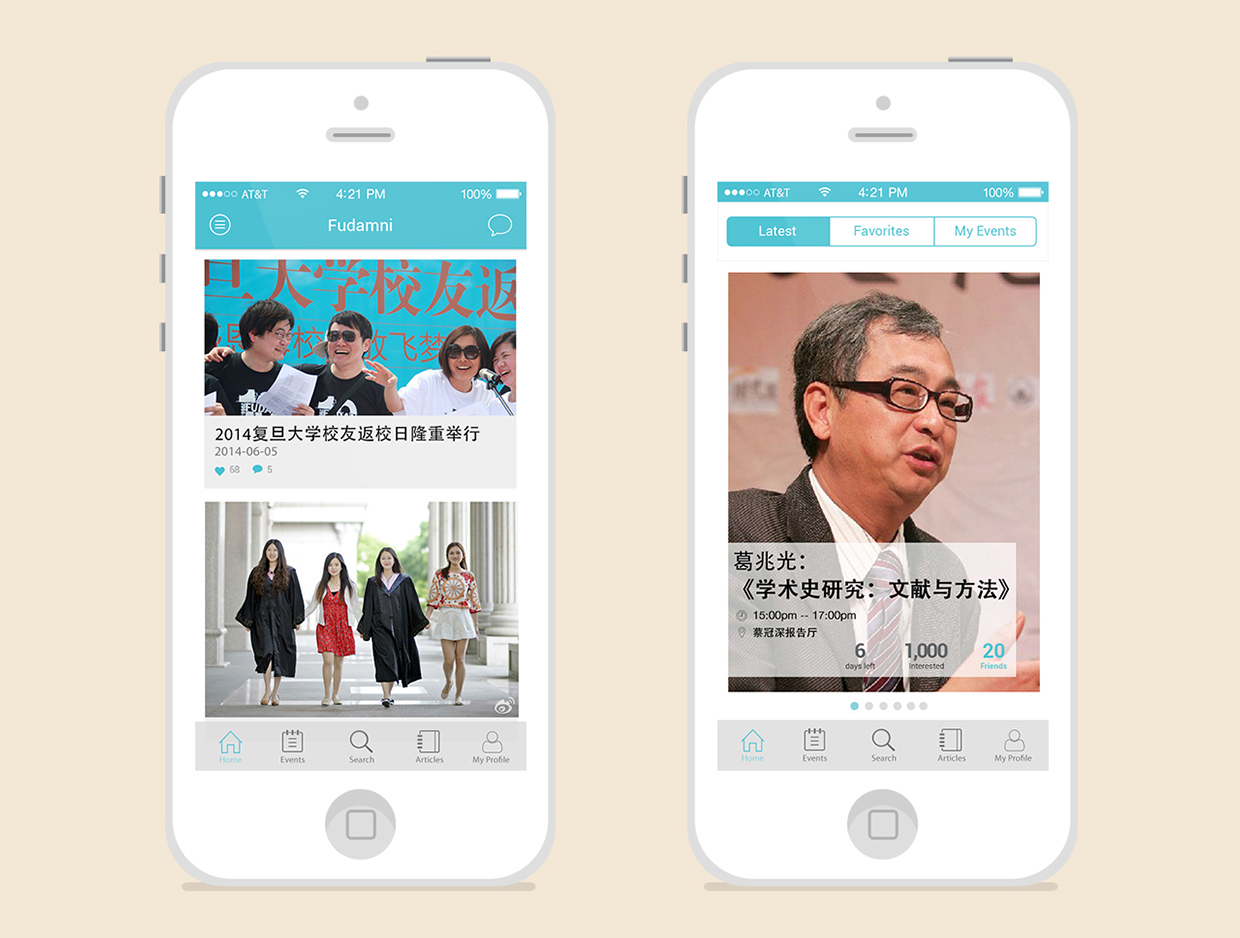 AT&T 4:21 PM 100%
Fudamni
旦大学校友返
校 放飞梦
2014复旦大学校友返校日隆重举行
2014-06-05
68 5
Home Events Search Articles My Profile
AT&T 4:21 PM 100%
Latest Favorites My Events
葛兆光：
《学术史研究：文献与方法》
15:00pm -- 17:00pm
蔡冠深报告厅
6 1,000 20
days left Interested Friends
Home Events Search Articles My Profile